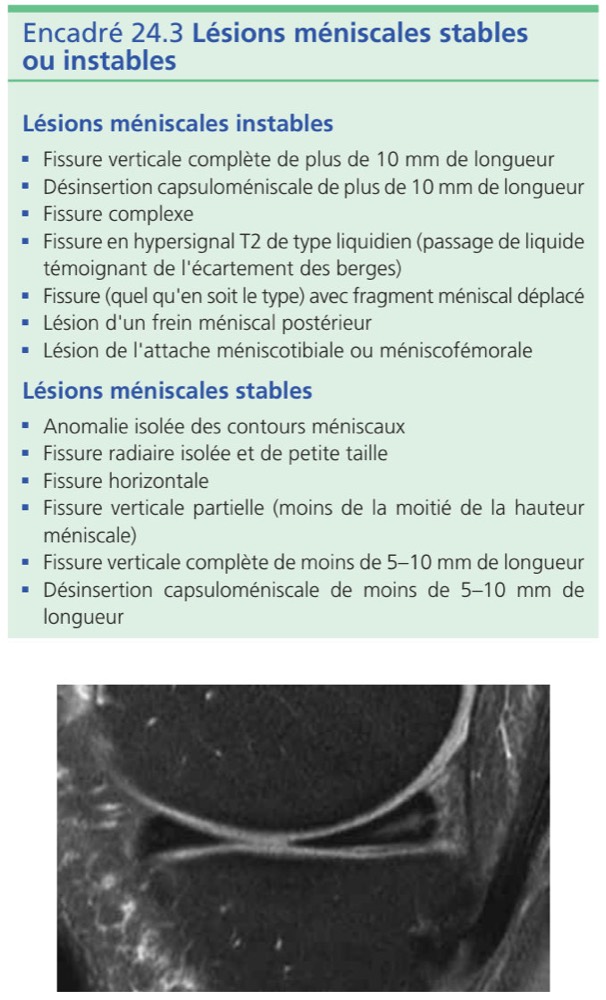 Encadré 24.3 Lésions méniscales stables
ou instables
Lésions méniscales instables
▪ Fissure verticale complète de plus de 10 mm de longueur
▪ Désinsertion capsuloméniscale de plus de 10 mm de longueur
▪ Fissure complexe
▪ Fissure en hypersignal T2 de type liquidien (passage de liquide
témoignant de l'écartement des berges)
▪ Fissure (quel qu'en soit le type) avec fragment méniscal déplacé
▪ Lésion d'un frein méniscal postérieur
▪ Lésion de l'attache méniscotibiale ou méniscofémorale
Lésions méniscales stables
▪ Anomalie isolée des contours méniscaux
▪ Fissure radiaire isolée et de petite taille
▪ Fissure horizontale
▪ Fissure verticale partielle (moins de la moitié de la hauteur
méniscale)
▪ Fissure verticale complète de moins de 5–10 mm de longueur
▪ Désinsertion capsuloméniscale de moins de 5–10 mm de
longueur